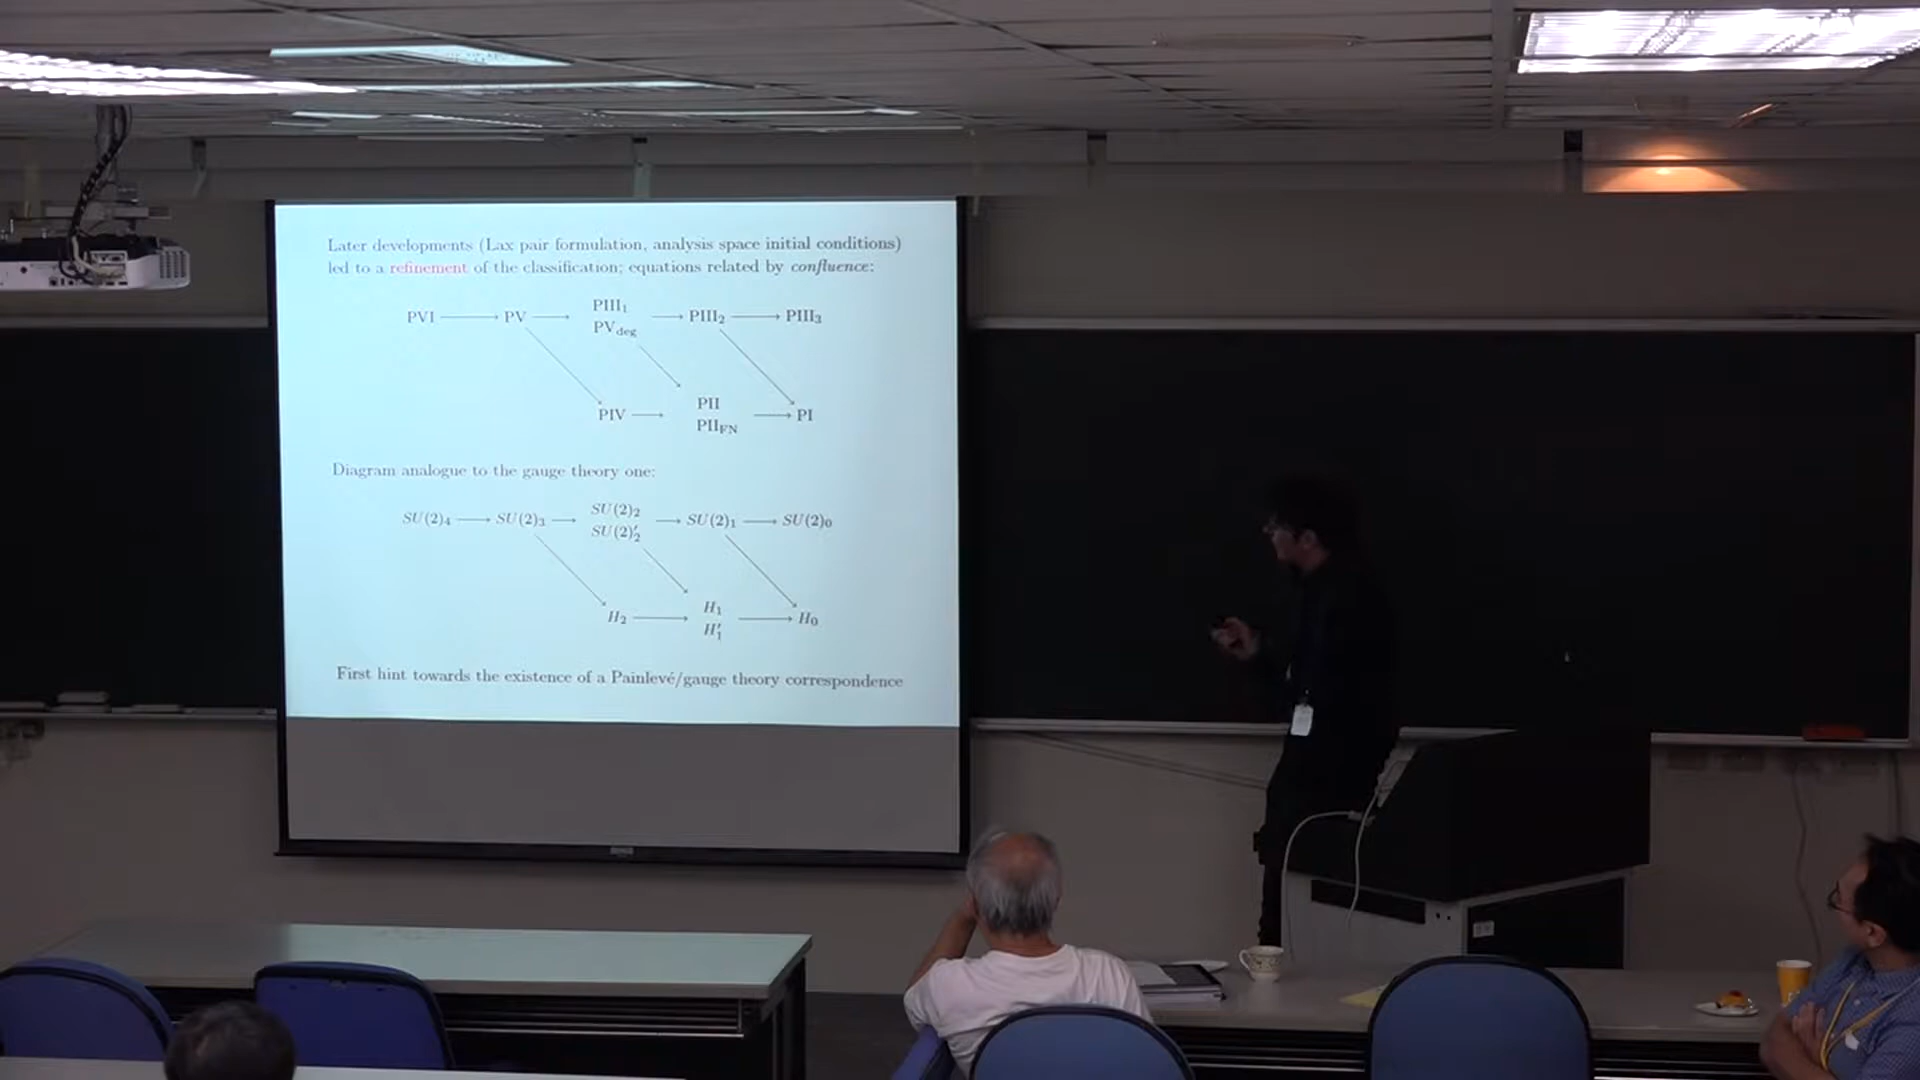 Later developments (Lax pair formulation, analysis space initial conditions)
led to a refinement of the classification; equations related by confluence:
PIII₁
PVI → PV → PIII₂ → PIII₃
PV_deg
PII
PIV → PI
PII_FN
Diagram analogue to the gauge theory one:
SU(2)₂
SU(2)₄ → SU(2)₃ → SU(2)₁ → SU(2)₀
SU(2)′₂
H₁
H₂ → H₀
H′₁
First hint towards the existence of a Painlevé/gauge theory correspondence